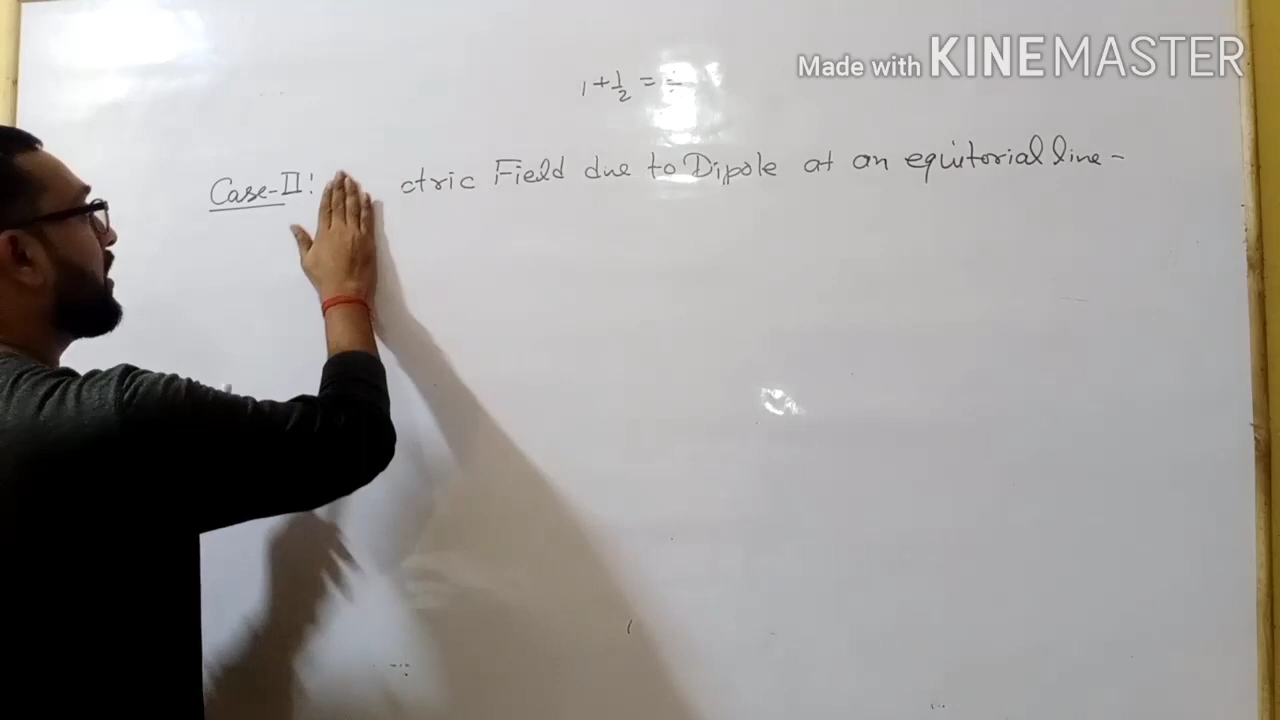 Made with KINEMASTER
1 + 1/2 =
Case-II: ctric Field due to Dipole at an equitorial line -